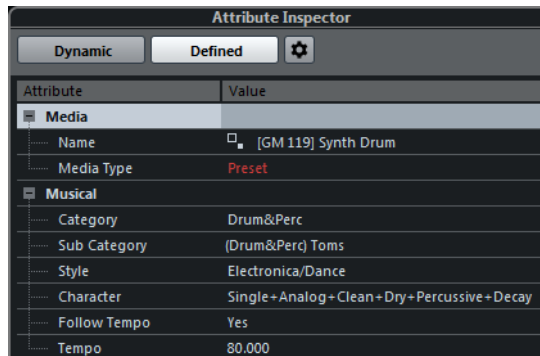 Attribute Inspector
Dynamic Defined
Attribute Value
Media
Name [GM 119] Synth Drum
Media Type Preset
Musical
Category Drum&Perc
Sub Category (Drum&Perc) Toms
Style Electronica/Dance
Character Single+Analog+Clean+Dry+Percussive+Decay
Follow Tempo Yes
Tempo 80.000